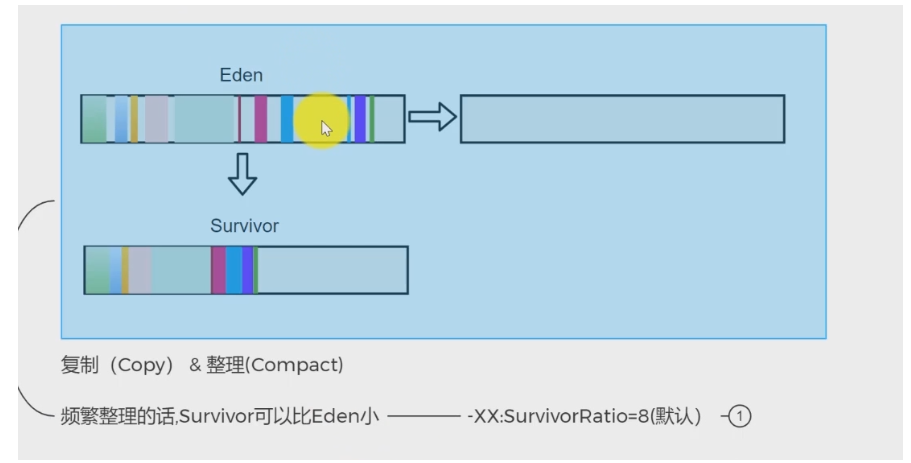 Eden
Survivor
复制（Copy） & 整理(Compact)
频繁整理的话,Survivor可以比Eden小 -XX:SurvivorRatio=8(默认） 1